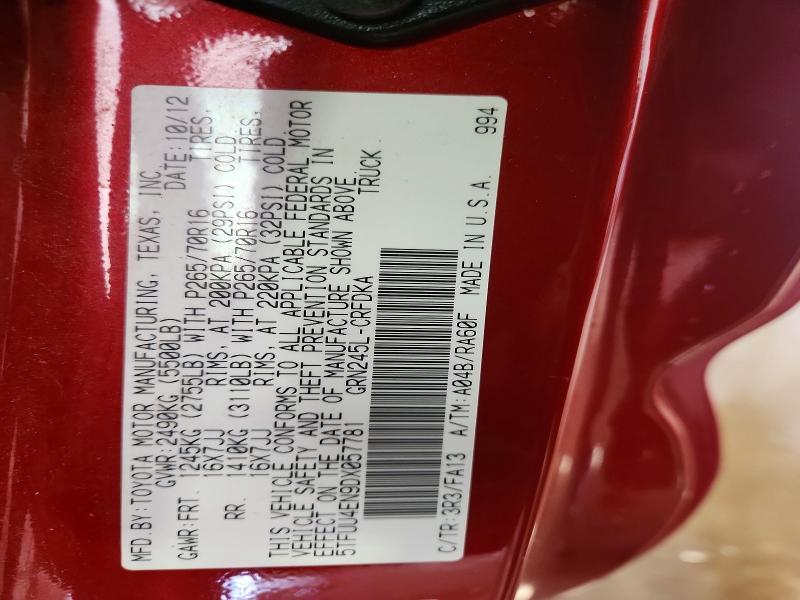 MFD.BY:TOYOTA MOTOR MANUFACTURING, TEXAS, INC.
GVWR:2490KG (5500LB) DATE:10/12
GAWR:FRT. 1245KG (2755LB) WITH P265/70R16 TIRES,
16X7JJ RIMS, AT 200KPA (29PSI) COLD
RR. 1410KG (3110LB) WITH P265/70R16 TIRES,
16X7JJ RIMS, AT 220KPA (32PSI) COLD
THIS VEHICLE CONFORMS TO ALL APPLICABLE FEDERAL MOTOR
VEHICLE SAFETY AND THEFT PREVENTION STANDARDS IN
EFFECT ON THE DATE OF MANUFACTURE SHOWN ABOVE.
5TFUU4EN9DX057781 GRN245L-CRFDKA TRUCK
C/TR:3R3/FA13 A/TM:A04B/RA60F MADE IN U.S.A. 994